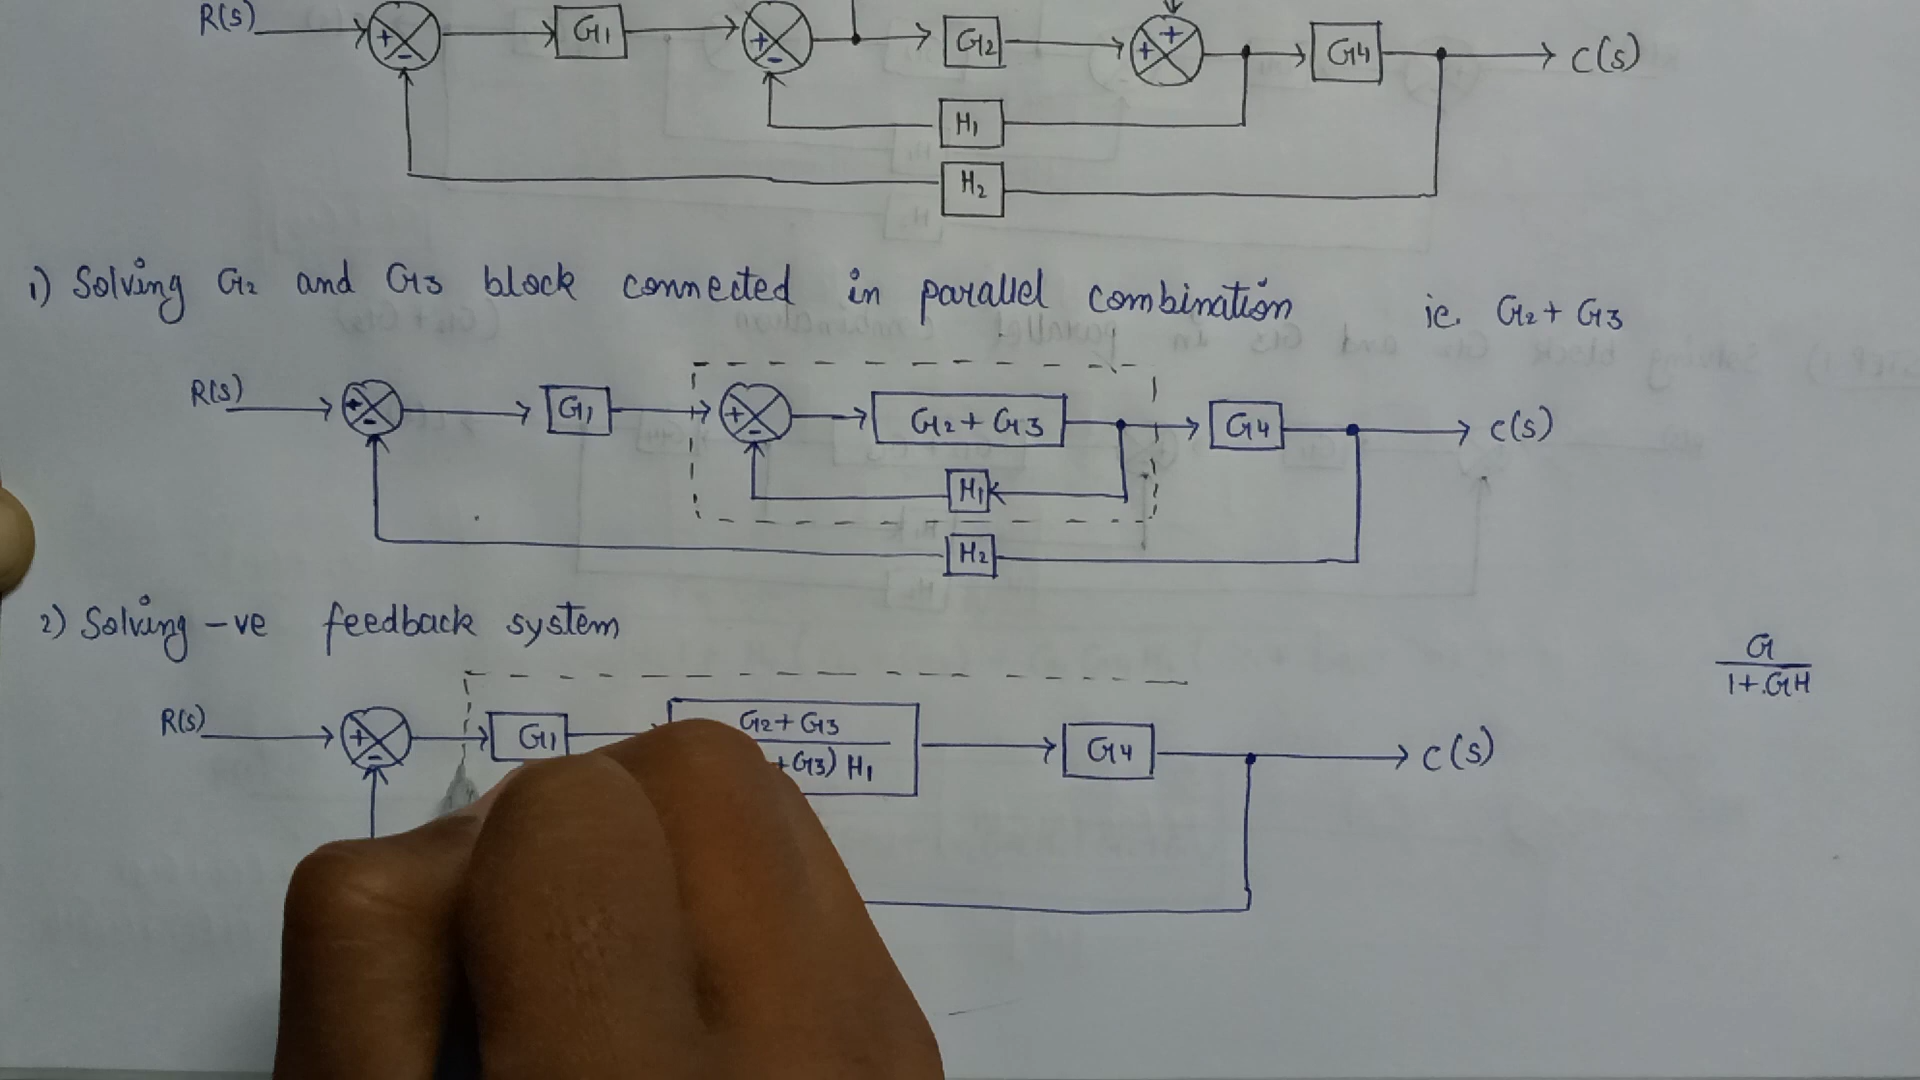 R(s) + - G1 + - G2 + + G4 C(s)
H1
H2
1) Solving G2 and G3 block connected in parallel combination ie. G2 + G3
R(s) + - G1 + - G2 + G3 G4 C(s)
H1
H2
2) Solving -ve feedback system
G
1+.GH
R(s) + - G1 G2 + G3 G4 C(s)
+G3) H1